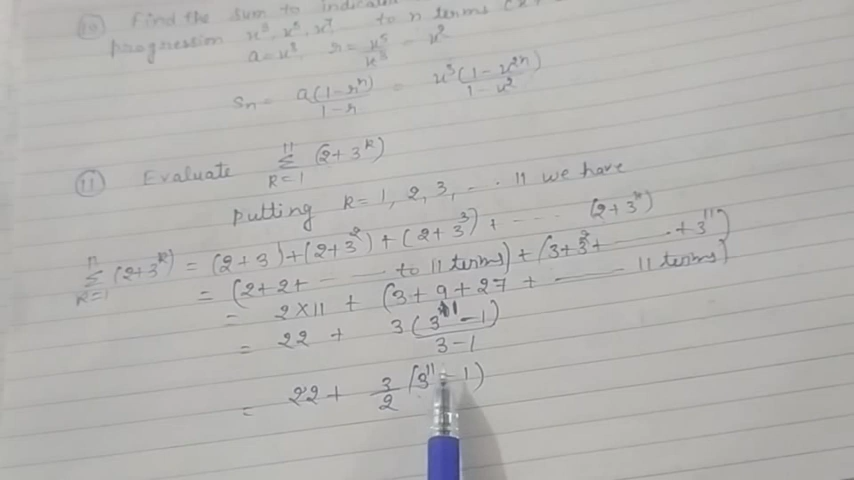 (10) Find the sum to indicated
progression x³, x⁵, x⁷ to n terms
a = x³, r = x⁵/x³ = x²
Sn = a(1-rⁿ)/(1-r) = x³(1-x²ⁿ)/(1-x²)
(11) Evaluate 11 Σ K=1 (2+3ᴷ)
putting K = 1, 2, 3, - . 11 we have
11 Σ K=1 (2+3ᴷ) = (2+3)+(2+3²)+(2+3³)+ - - - - (2+3ᴷ)
= (2+2+ - - - to 11 terms) + (3+3²+ - - - . +3¹¹)
= 2×11 + (3+9+27+ - - - 11 terms)
= 22 + 3(3¹¹-1)/(3-1)
= 22 + 3/2 (3¹¹-1)